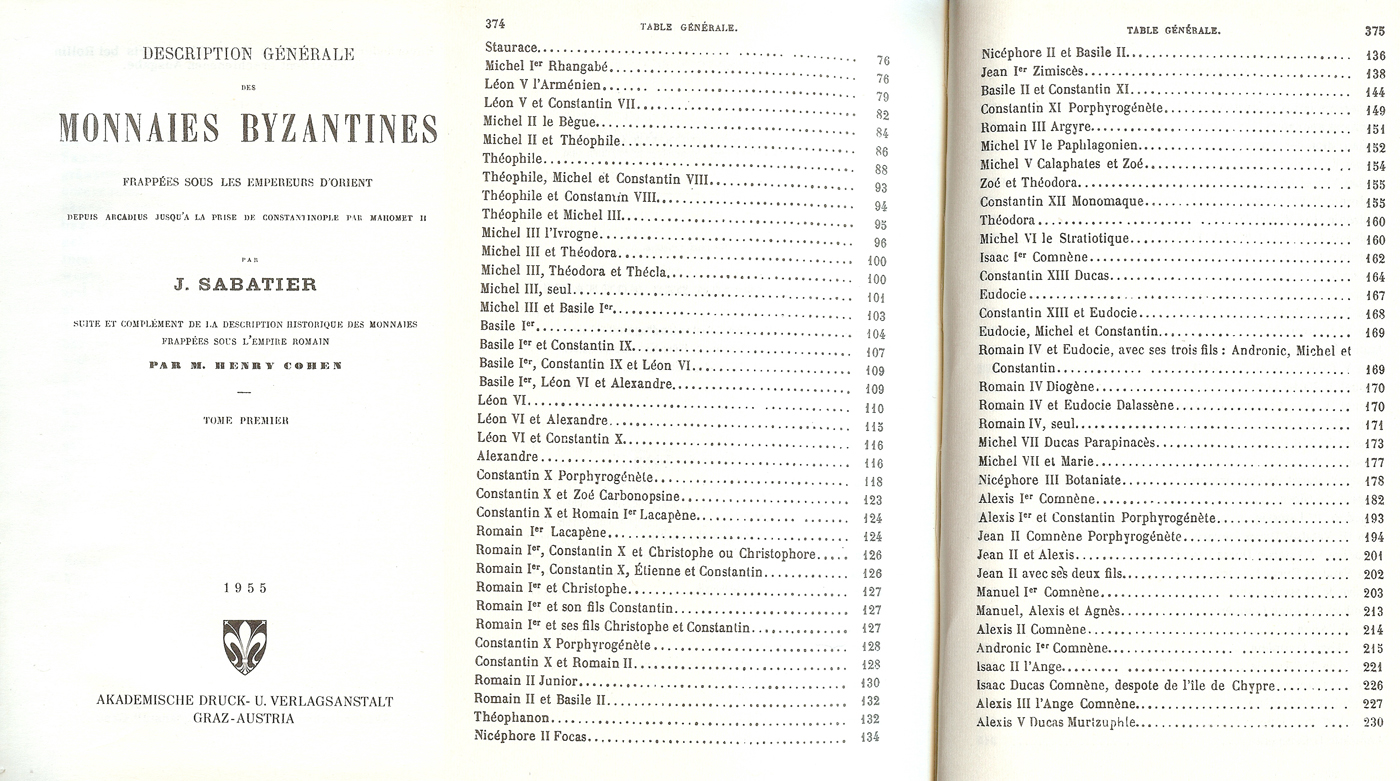 DESCRIPTION GÉNÉRALE
DES
MONNAIES BYZANTINES
FRAPPÉES SOUS LES EMPEREURS D'ORIENT
DEPUIS ARCADIUS JUSQU'A LA PRISE DE CONSTANTINOPLE PAR MAHOMET II
PAR
J. SABATIER
SUITE ET COMPLÉMENT DE LA DESCRIPTION HISTORIQUE DES MONNAIES
FRAPPÉES SOUS L'EMPIRE ROMAIN
PAR M. HENRY COHEN
TOME PREMIER
1955
AKADEMISCHE DRUCK- U. VERLAGSANSTALT
GRAZ-AUSTRIA
374 TABLE GÉNÉRALE.
Staurace. 76
Michel Ier Rhangabé. 76
Léon V l'Arménien. 79
Léon V et Constantin VII. 82
Michel II le Bègue. 84
Michel II et Théophile. 86
Théophile. 88
Théophile, Michel et Constantin VIII. 93
Théophile et Constantin VIII. 94
Théophile et Michel III. 95
Michel III l'Ivrogne. 96
Michel III et Théodora. 100
Michel III, Théodora et Thécla. 100
Michel III, seul. 101
Michel III et Basile Ier. 103
Basile Ier. 104
Basile Ier et Constantin IX. 107
Basile Ier, Constantin IX et Léon VI. 109
Basile Ier, Léon VI et Alexandre. 109
Léon VI. 110
Léon VI et Alexandre. 115
Léon VI et Constantin X. 116
Alexandre. 116
Constantin X Porphyrogénète. 118
Constantin X et Zoé Carbonopsine. 123
Constantin X et Romain Ier Lacapène. 124
Romain Ier Lacapène. 124
Romain Ier, Constantin X et Christophe ou Christophore. 126
Romain Ier, Constantin X, Étienne et Constantin. 126
Romain Ier et Christophe. 127
Romain Ier et son fils Constantin. 127
Romain Ier et ses fils Christophe et Constantin. 127
Constantin X Porphyrogénète. 128
Constantin X et Romain II. 128
Romain II Junior. 130
Romain II et Basile II. 132
Théophanon. 132
Nicéphore II Focas. 134
TABLE GÉNÉRALE. 375
Nicéphore II et Basile II. 136
Jean Ier Zimiscès. 138
Basile II et Constantin XI. 144
Constantin XI Porphyrogénète. 149
Romain III Argyre. 151
Michel IV le Paphlagonien. 152
Michel V Calaphates et Zoé. 154
Zoé et Théodora. 155
Constantin XII Monomaque. 155
Théodora. 160
Michel VI le Stratiotique. 160
Isaac Ier Comnène. 162
Constantin XIII Ducas. 164
Eudocie. 167
Constantin XIII et Eudocie. 168
Eudocie, Michel et Constantin. 169
Romain IV et Eudocie, avec ses trois fils : Andronic, Michel et
Constantin. 169
Romain IV Diogène. 170
Romain IV et Eudocie Dalassène. 170
Romain IV, seul. 171
Michel VII Ducas Parapinacès. 173
Michel VII et Marie. 177
Nicéphore III Botaniate. 178
Alexis Ier Comnène. 182
Alexis Ier et Constantin Porphyrogénète. 193
Jean II Comnène Porphyrogénète. 194
Jean II et Alexis. 201
Jean II avec ses deux fils. 202
Manuel Ier Comnène. 203
Manuel, Alexis et Agnès. 213
Alexis II Comnène. 214
Andronic Ier Comnène. 215
Isaac II l'Ange. 221
Isaac Ducas Comnène, despote de l'île de Chypre. 226
Alexis III l'Ange Comnène. 227
Alexis V Ducas Murtzuphle. 230